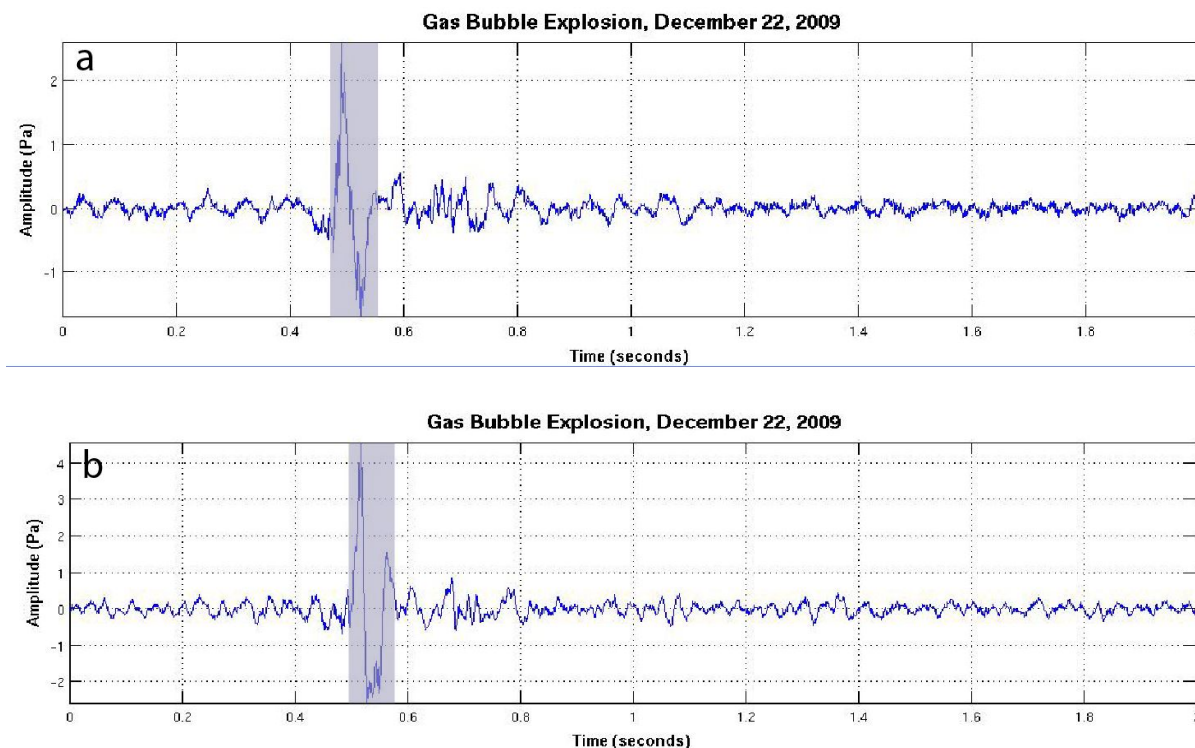 Gas Bubble Explosion, December 22, 2009
a
2
1
0
-1
Amplitude (Pa)
0 0.2 0.4 0.6 0.8 1 1.2 1.4 1.6 1.8
Time (seconds)
Gas Bubble Explosion, December 22, 2009
b
4
3
2
1
0
-1
-2
Amplitude (Pa)
0 0.2 0.4 0.6 0.8 1 1.2 1.4 1.6 1.8
Time (seconds)